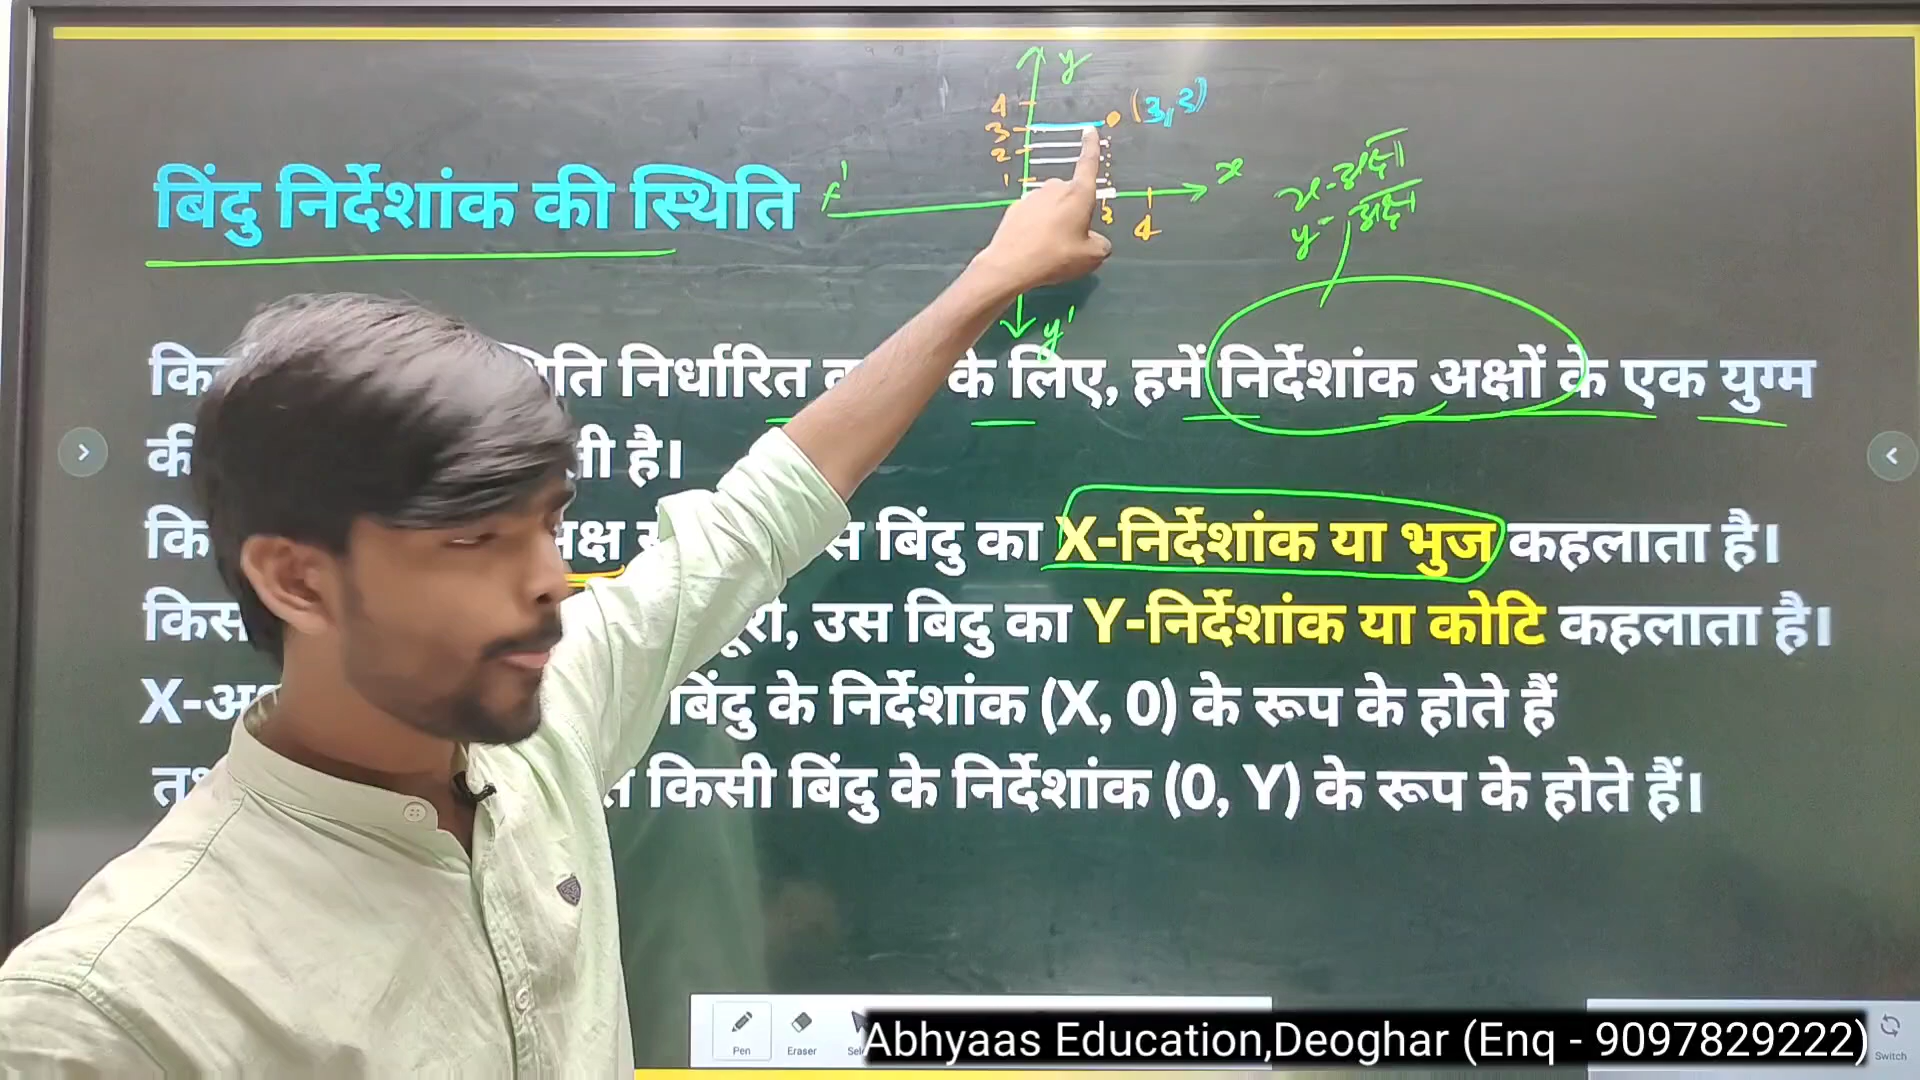 y
4
3
2
1
(3, 3)
x'
x
3
4
x-अक्ष
y-अक्ष
y'
बिंदु निर्देशांक की स्थिति
निर्धारित के लिए, हमें निर्देशांक अक्षों के एक युग्म
की है।
बिंदु का X-निर्देशांक या भुज कहलाता है।
उस बिंदु का Y-निर्देशांक या कोटि कहलाता है।
बिंदु के निर्देशांक (X, 0) के रूप के होते हैं
किसी बिंदु के निर्देशांक (0, Y) के रूप के होते हैं।
Pen
Eraser
Abhyaas Education,Deoghar (Enq - 9097829222)
Switch